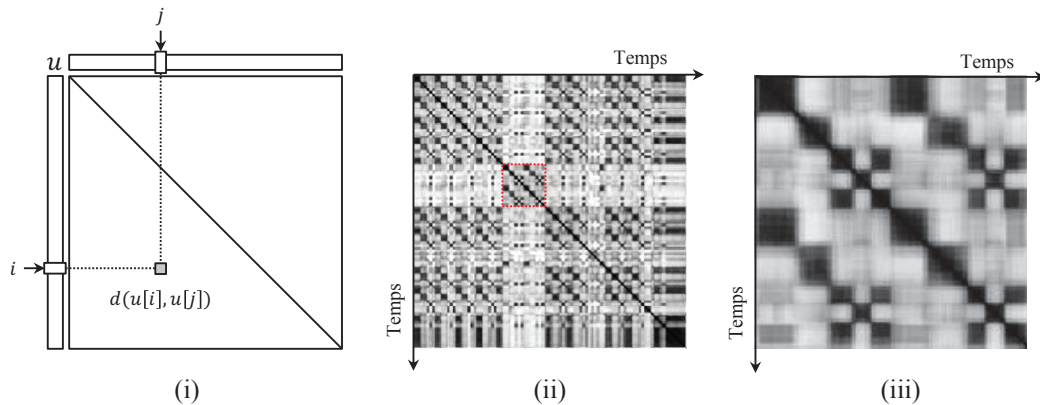 j
u
i
d(u[i], u[j])
(i)
Temps
Temps
(ii)
Temps
Temps
(iii)